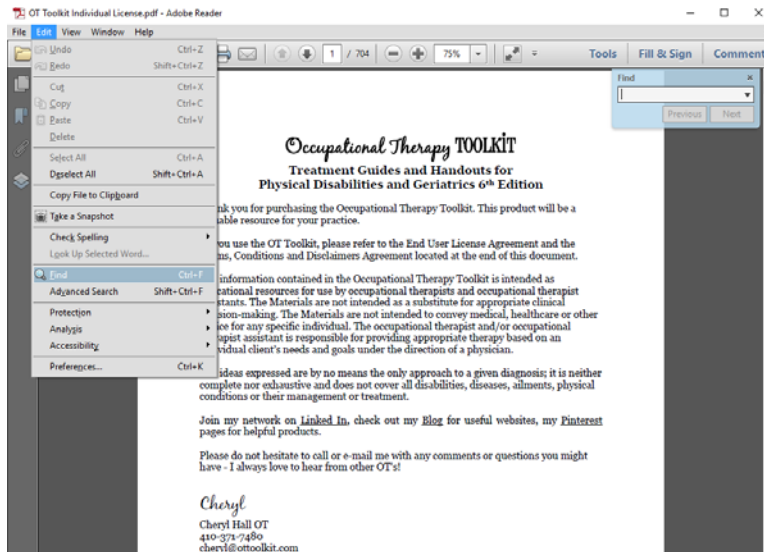 OT Toolkit Individual License.pdf - Adobe Reader
File Edit View Window Help
1 / 704 75% Tools Fill & Sign Comment
Undo Ctrl+Z
Redo Shift+Ctrl+Z
Cut Ctrl+X
Copy Ctrl+C
Paste Ctrl+V
Delete
Select All Ctrl+A
Deselect All Shift+Ctrl+A
Copy File to Clipboard
Take a Snapshot
Check Spelling
Look Up Selected Word...
Find Ctrl+F
Advanced Search Shift+Ctrl+F
Protection
Analysis
Accessibility
Preferences... Ctrl+K
Find
Previous Next
Occupational Therapy TOOLKIT
Treatment Guides and Handouts for
Physical Disabilities and Geriatrics 6th Edition
you for purchasing the Occupational Therapy Toolkit. This product will be a
resource for your practice.
you use the OT Toolkit, please refer to the End User License Agreement and the
Conditions and Disclaimers Agreement located at the end of this document.
information contained in the Occupational Therapy Toolkit is intended as
resources for use by occupational therapists and occupational therapist
The Materials are not intended as a substitute for appropriate clinical
The Materials are not intended to convey medical, healthcare or other
for any specific individual. The occupational therapist and/or occupational
assistant is responsible for providing appropriate therapy based on an
client's needs and goals under the direction of a physician.
ideas expressed are by no means the only approach to a given diagnosis; it is neither
complete nor exhaustive and does not cover all disabilities, diseases, ailments, physical
conditions or their management or treatment.
Join my network on Linked In, check out my Blog for useful websites, my Pinterest
pages for helpful products.
Please do not hesitate to call or e-mail me with any comments or questions you might
have - I always love to hear from other OT's!
Cheryl
Cheryl Hall OT
410-371-7480
cheryl@ottoolkit.com